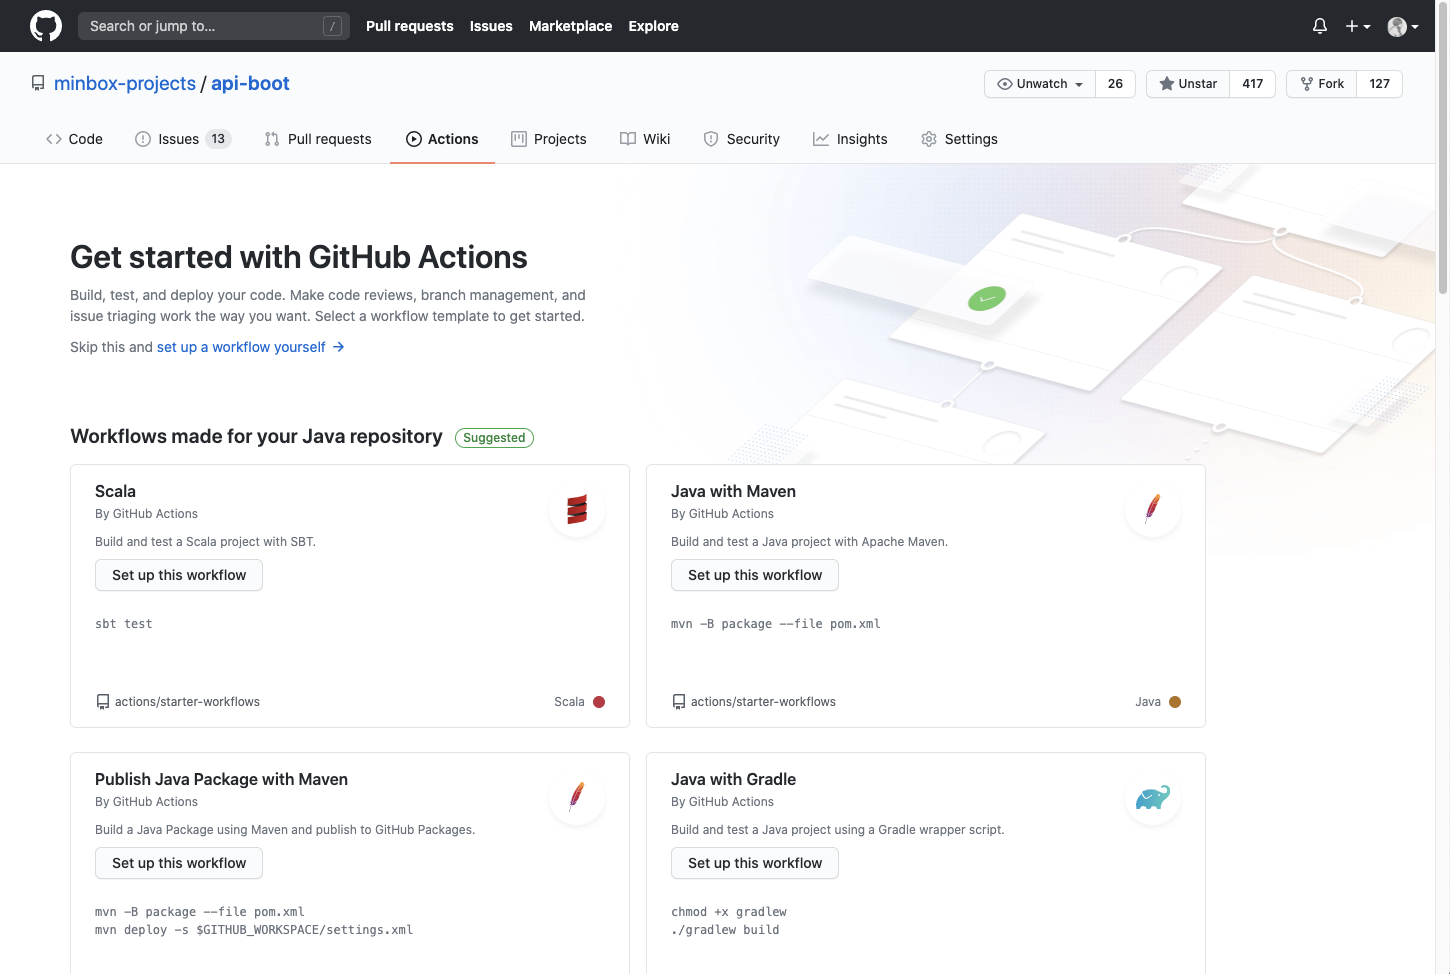 Search or jump to... /
Pull requests Issues Marketplace Explore
minbox-projects / api-boot
Unwatch 26 Unstar 417 Fork 127
Code Issues 13 Pull requests Actions Projects Wiki Security Insights Settings
Get started with GitHub Actions
Build, test, and deploy your code. Make code reviews, branch management, and
issue triaging work the way you want. Select a workflow template to get started.
Skip this and set up a workflow yourself →
Workflows made for your Java repository Suggested
Scala
By GitHub Actions
Build and test a Scala project with SBT.
Set up this workflow
sbt test
actions/starter-workflows Scala
Java with Maven
By GitHub Actions
Build and test a Java project with Apache Maven.
Set up this workflow
mvn -B package --file pom.xml
actions/starter-workflows Java
Publish Java Package with Maven
By GitHub Actions
Build a Java Package using Maven and publish to GitHub Packages.
Set up this workflow
mvn -B package --file pom.xml
mvn deploy -s $GITHUB_WORKSPACE/settings.xml
Java with Gradle
By GitHub Actions
Build and test a Java project using a Gradle wrapper script.
Set up this workflow
chmod +x gradlew
./gradlew build